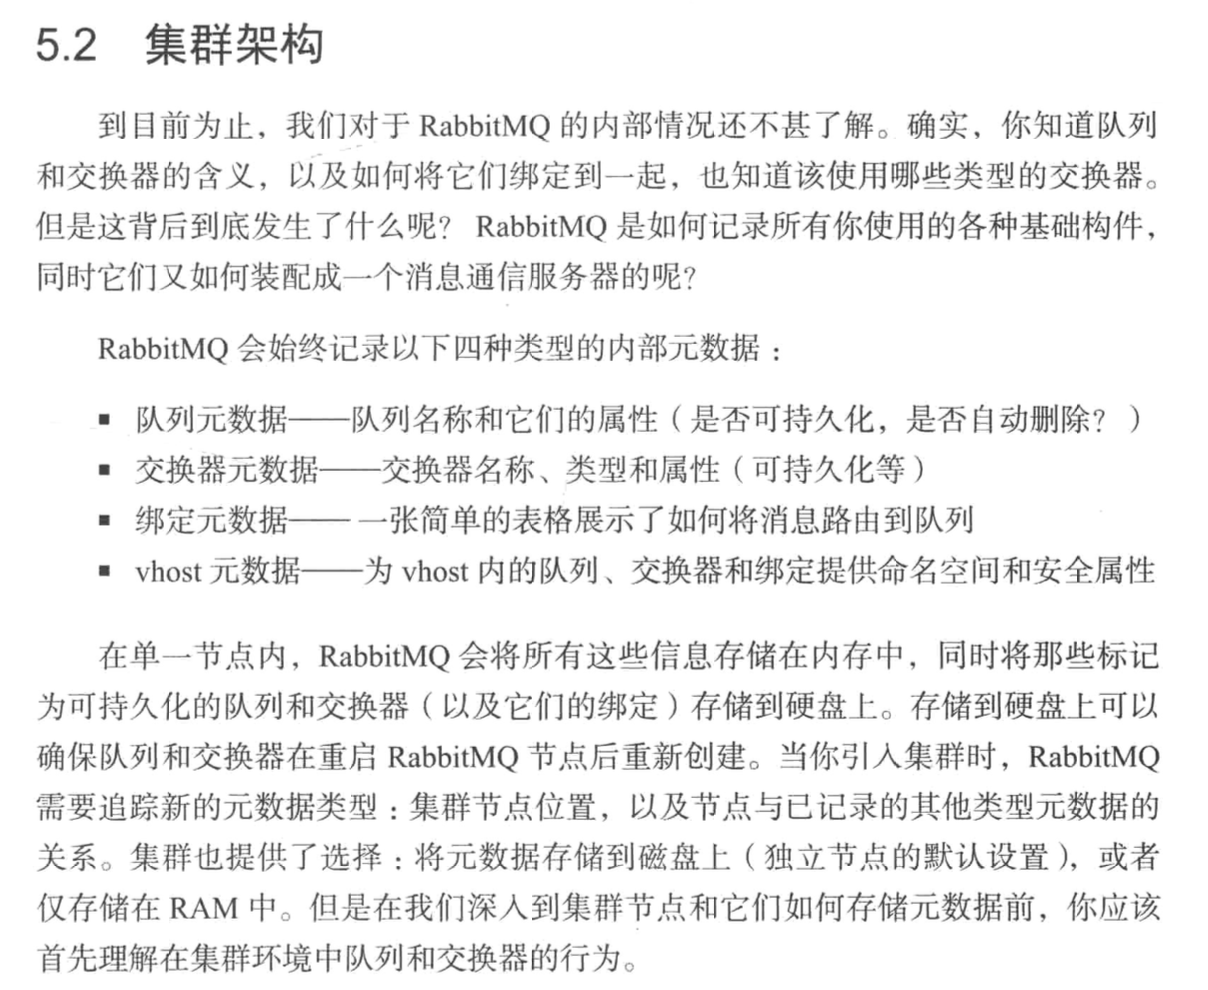 5.2 集群架构
到目前为止，我们对于 RabbitMQ 的内部情况还不甚了解。确实，你知道队列
和交换器的含义，以及如何将它们绑定到一起，也知道该使用哪些类型的交换器。
但是这背后到底发生了什么呢？ RabbitMQ 是如何记录所有你使用的各种基础构件，
同时它们又如何装配成一个消息通信服务器的呢？
RabbitMQ 会始终记录以下四种类型的内部元数据：
■ 队列元数据——队列名称和它们的属性（是否可持久化，是否自动删除？）
■ 交换器元数据——交换器名称、类型和属性（可持久化等）
■ 绑定元数据—— 一张简单的表格展示了如何将消息路由到队列
■ vhost 元数据——为 vhost 内的队列、交换器和绑定提供命名空间和安全属性
在单一节点内，RabbitMQ 会将所有这些信息存储在内存中，同时将那些标记
为可持久化的队列和交换器（以及它们的绑定）存储到硬盘上。存储到硬盘上可以
确保队列和交换器在重启 RabbitMQ 节点后重新创建。当你引入集群时，RabbitMQ
需要追踪新的元数据类型：集群节点位置，以及节点与已记录的其他类型元数据的
关系。集群也提供了选择：将元数据存储到磁盘上（独立节点的默认设置），或者
仅存储在 RAM 中。但是在我们深入到集群节点和它们如何存储元数据前，你应该
首先理解在集群环境中队列和交换器的行为。